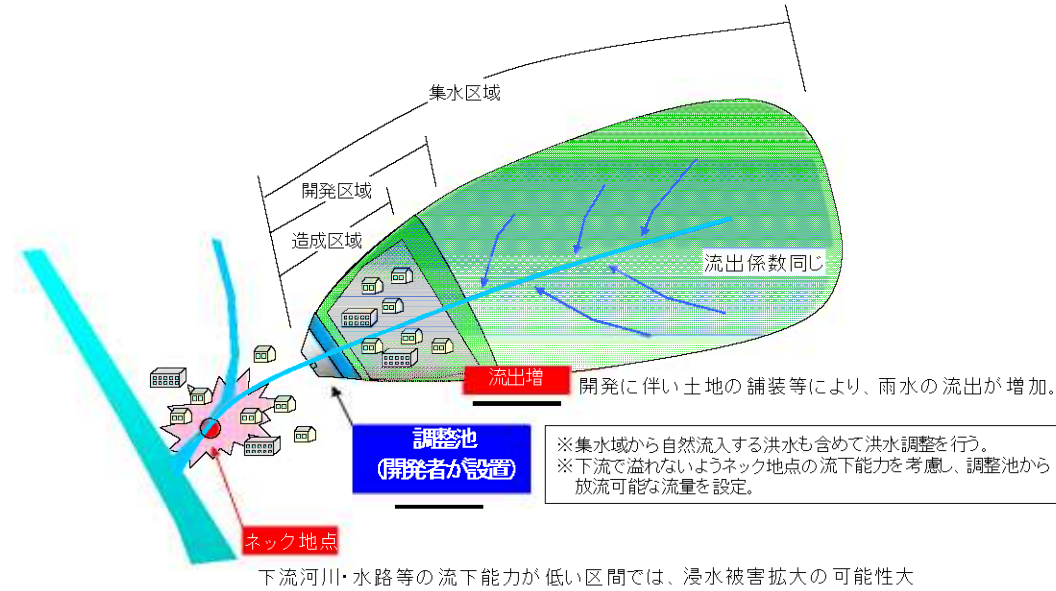 集水区域
開発区域
造成区域
流出係数同じ
流出増
開発に伴い土地の舗装等により、雨水の流出が増加。
調整池
(開発者が設置)
※集水域から自然流入する洪水も含めて洪水調整を行う。
※下流で溢れないようネック地点の流下能力を考慮し、調整池から
放流可能な流量を設定。
ネック地点
下流河川・水路等の流下能力が低い区間では、浸水被害拡大の可能性大